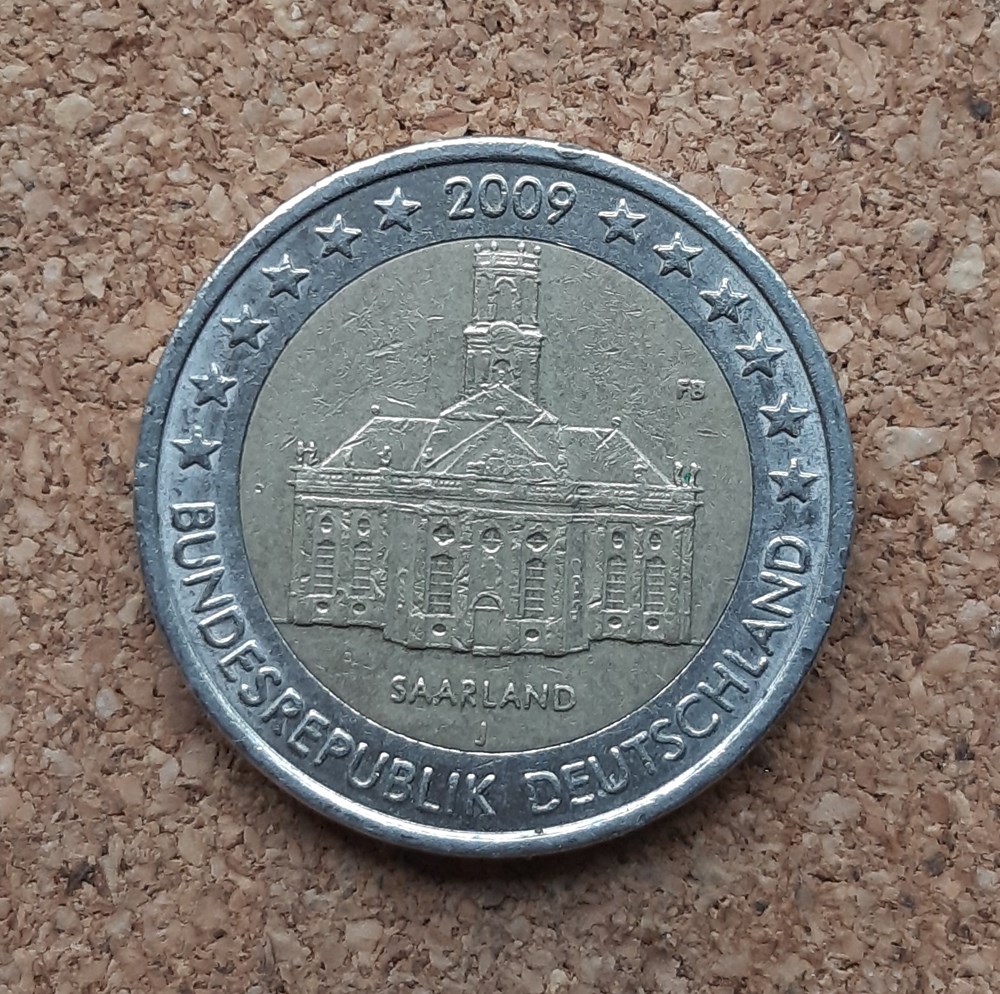 2009
FB
SAARLAND
J
BUNDESREPUBLIK DEUTSCHLAND